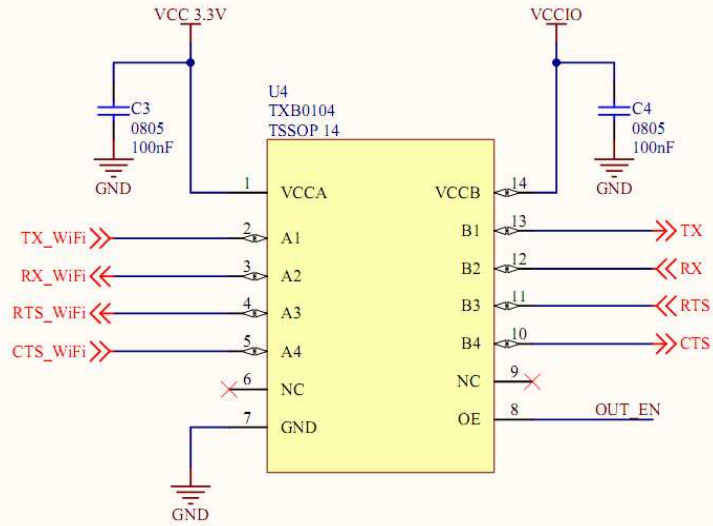 VCC 3.3V
VCCIO
U4
TXB0104
TSSOP 14
C3
0805
100nF
GND
C4
0805
100nF
GND
1 VCCA VCCB 14
TX_WiFi 2 A1 B1 13 TX
RX_WiFi 3 A2 B2 12 RX
RTS_WiFi 4 A3 B3 11 RTS
CTS_WiFi 5 A4 B4 10 CTS
6 NC NC 9
7 GND OE 8 OUT_EN
GND